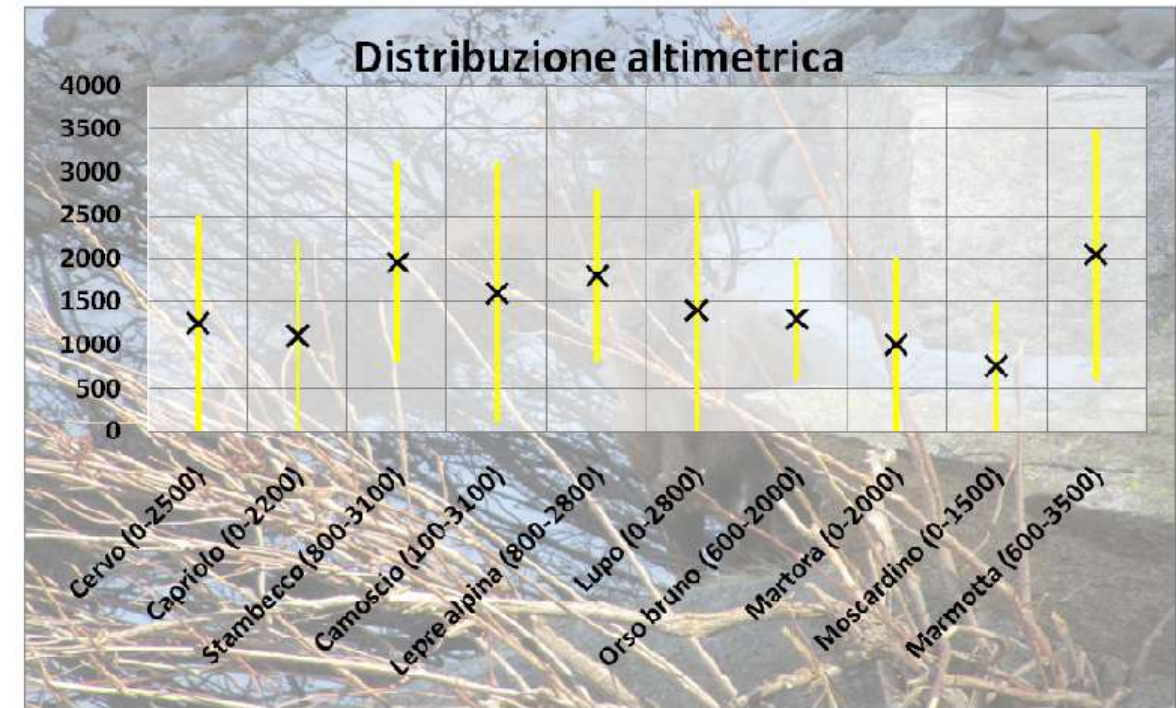 Distribuzione altimetrica
4000
3500
3000
2500
2000
1500
1000
500
0
Cervo (0-2500)
Capriolo (0-2200)
Stambecco (800-3100)
Camoscio (100-3100)
Lepre alpina (800-2800)
Lupo (0-2800)
Orso bruno (600-2000)
Martora (0-2000)
Moscardino (0-1500)
Marmotta (600-3500)